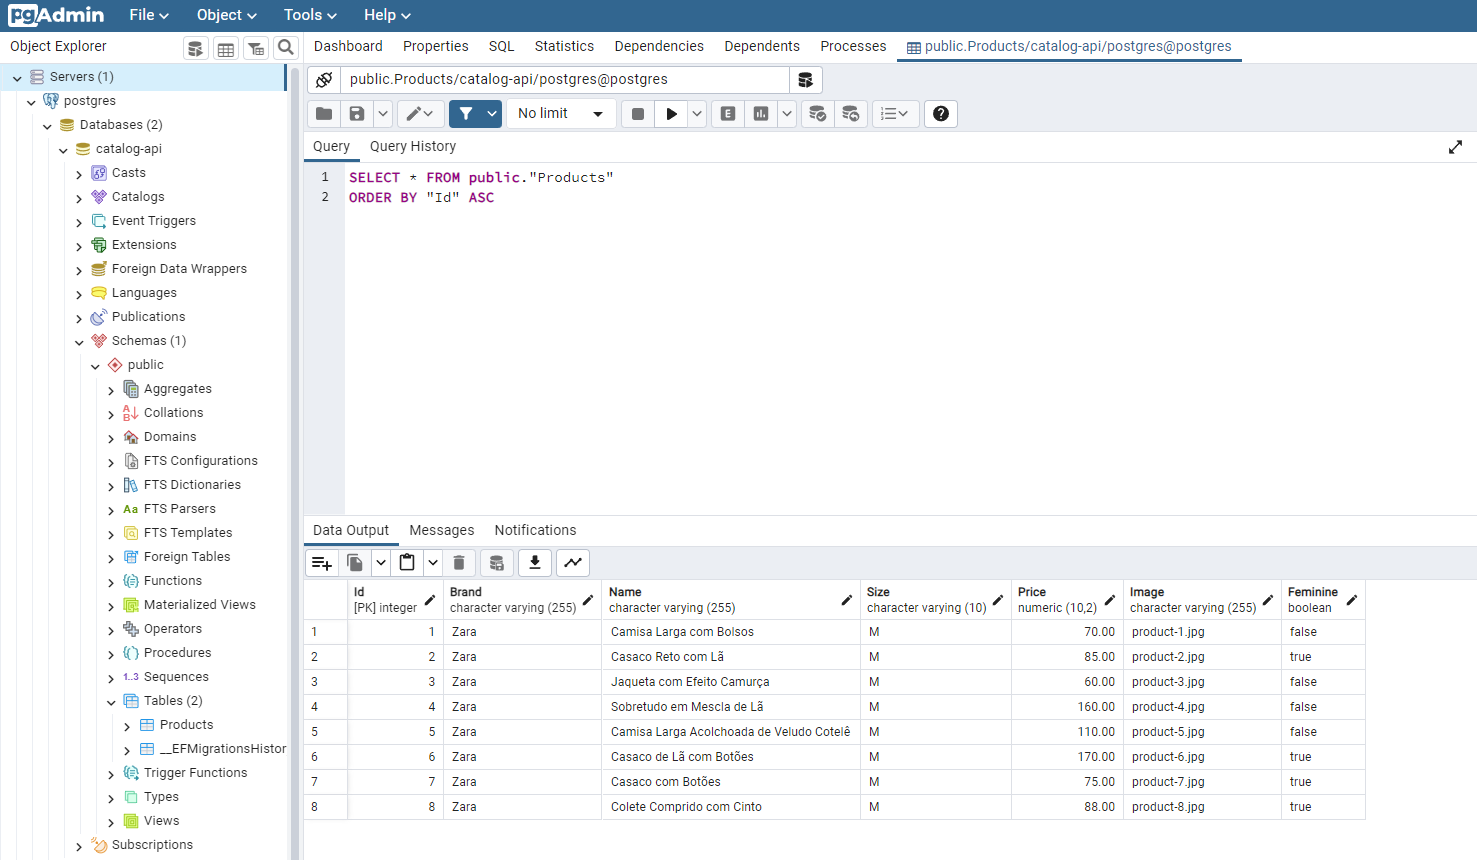 pgAdmin File Object Tools Help
Object Explorer
Dashboard Properties SQL Statistics Dependencies Dependents Processes public.Products/catalog-api/postgres@postgres
Servers (1)
postgres
Databases (2)
catalog-api
Casts
Catalogs
Event Triggers
Extensions
Foreign Data Wrappers
Languages
Publications
Schemas (1)
public
Aggregates
Collations
Domains
FTS Configurations
FTS Dictionaries
Aa FTS Parsers
FTS Templates
Foreign Tables
Functions
Materialized Views
Operators
Procedures
1..3 Sequences
Tables (2)
Products
__EFMigrationsHistor
Trigger Functions
Types
Views
Subscriptions
public.Products/catalog-api/postgres@postgres
No limit E
Query Query History
1 SELECT * FROM public."Products"
2 ORDER BY "Id" ASC
Data Output Messages Notifications
Id Brand Name Size Price Image Feminine
[PK] integer character varying (255) character varying (255) character varying (10) numeric (10,2) character varying (255) boolean
1 1 Zara Camisa Larga com Bolsos M 70.00 product-1.jpg false
2 2 Zara Casaco Reto com Lã M 85.00 product-2.jpg true
3 3 Zara Jaqueta com Efeito Camurça M 60.00 product-3.jpg false
4 4 Zara Sobretudo em Mescla de Lã M 160.00 product-4.jpg false
5 5 Zara Camisa Larga Acolchoada de Veludo Cotelê M 110.00 product-5.jpg false
6 6 Zara Casaco de Lã com Botões M 170.00 product-6.jpg true
7 7 Zara Casaco com Botões M 75.00 product-7.jpg true
8 8 Zara Colete Comprido com Cinto M 88.00 product-8.jpg true